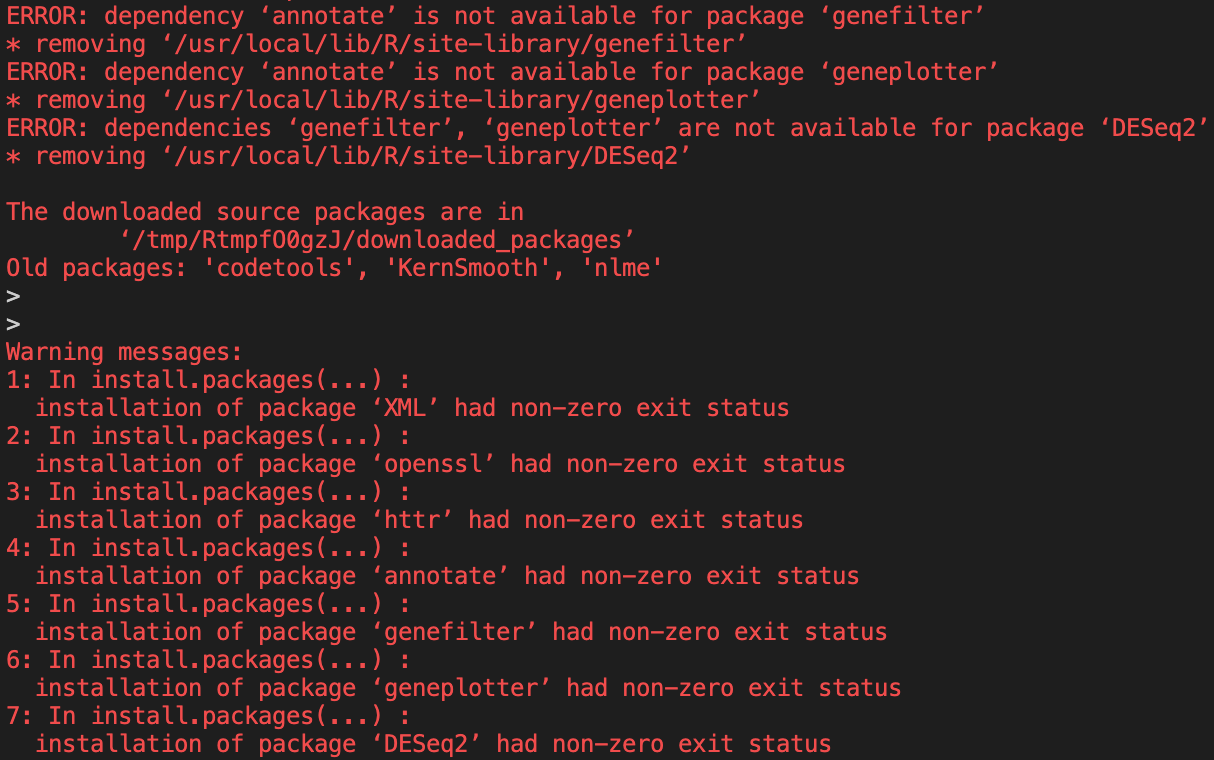 ERROR: dependency ‘annotate’ is not available for package ‘genefilter’
* removing ‘/usr/local/lib/R/site-library/genefilter’
ERROR: dependency ‘annotate’ is not available for package ‘geneplotter’
* removing ‘/usr/local/lib/R/site-library/geneplotter’
ERROR: dependencies ‘genefilter’, ‘geneplotter’ are not available for package ‘DESeq2’
* removing ‘/usr/local/lib/R/site-library/DESeq2’

The downloaded source packages are in
        ‘/tmp/RtmpfO0gzJ/downloaded_packages’
Old packages: 'codetools', 'KernSmooth', 'nlme'
>
>
Warning messages:
1: In install.packages(...) :
  installation of package ‘XML’ had non-zero exit status
2: In install.packages(...) :
  installation of package ‘openssl’ had non-zero exit status
3: In install.packages(...) :
  installation of package ‘httr’ had non-zero exit status
4: In install.packages(...) :
  installation of package ‘annotate’ had non-zero exit status
5: In install.packages(...) :
  installation of package ‘genefilter’ had non-zero exit status
6: In install.packages(...) :
  installation of package ‘geneplotter’ had non-zero exit status
7: In install.packages(...) :
  installation of package ‘DESeq2’ had non-zero exit status